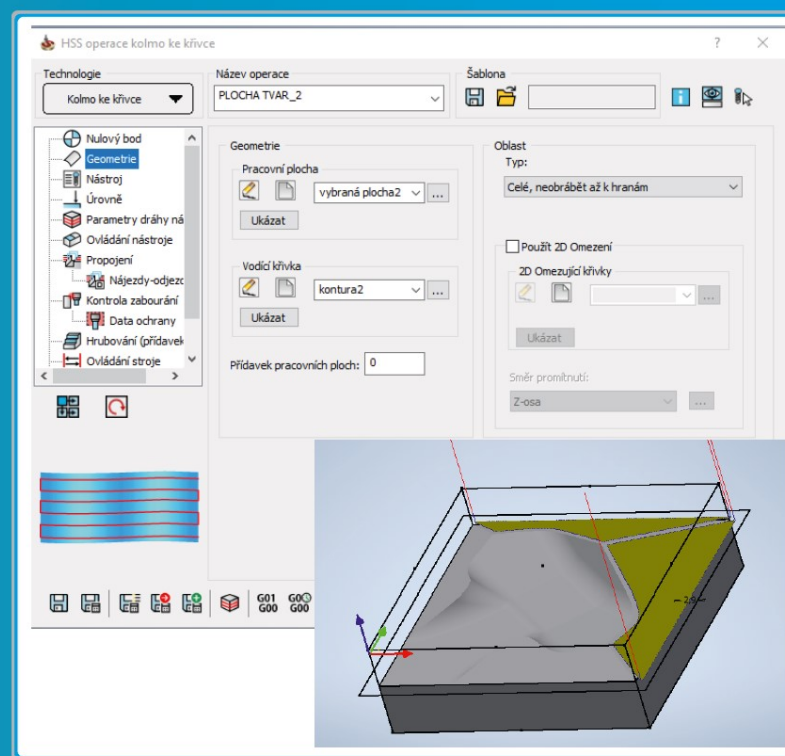 HSS operace kolmo ke křivce
?
Technologie
Kolmo ke křivce
Název operace
PLOCHA TVAR_2
Šablona
Nulový bod
Geometrie
Nástroj
Úrovně
Parametry dráhy ná
Ovládání nástroje
Propojení
Nájezdy-odjezd
Kontrola zabourání
Data ochrany
Hrubování (přídavek
Ovládání stroje
Geometrie
Pracovní plocha
vybraná plocha2
...
Ukázat
Vodící křivka
kontura2
...
Ukázat
Přídavek pracovních ploch:
0
Oblast
Typ:
Celé, neobrábět až k hranám
Použít 2D Omezení
2D Omezující křivky
...
Ukázat
Směr promítnutí:
Z-osa
...
G01
G00
G00